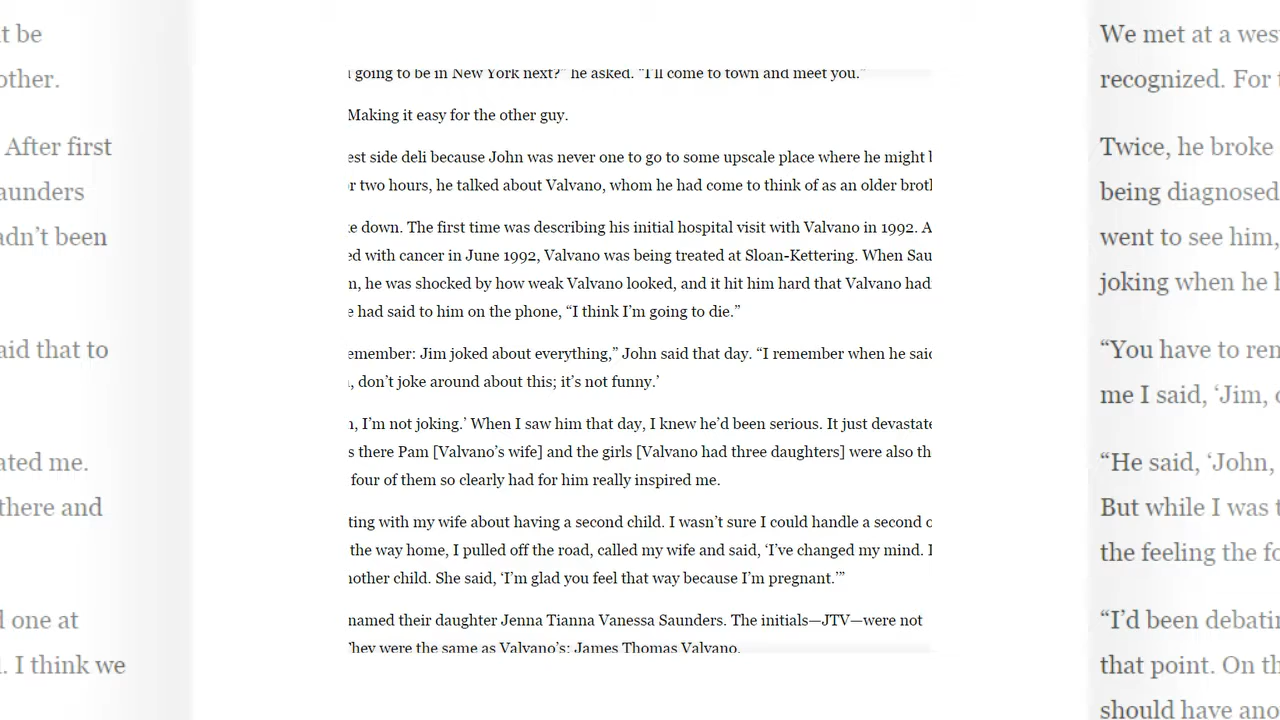 t be
other.
After first
aunders
adn’t been
aid that to
ated me.
there and
d one at
. I think we
going to be in New York next?” he asked. “I’ll come to town and meet you.”
Making it easy for the other guy.
est side deli because John was never one to go to some upscale place where he might b
r two hours, he talked about Valvano, whom he had come to think of as an older brotl
e down. The first time was describing his initial hospital visit with Valvano in 1992. A
ed with cancer in June 1992, Valvano was being treated at Sloan-Kettering. When Sau
n, he was shocked by how weak Valvano looked, and it hit him hard that Valvano had
e had said to him on the phone, “I think I’m going to die.”
emember: Jim joked about everything,” John said that day. “I remember when he said
, don’t joke around about this; it’s not funny.’
n, I’m not joking.’ When I saw him that day, I knew he’d been serious. It just devastate
s there Pam [Valvano’s wife] and the girls [Valvano had three daughters] were also th
four of them so clearly had for him really inspired me.
ting with my wife about having a second child. I wasn’t sure I could handle a second o
the way home, I pulled off the road, called my wife and said, ‘I’ve changed my mind. I
nother child. She said, ‘I’m glad you feel that way because I’m pregnant.’”
named their daughter Jenna Tianna Vanessa Saunders. The initials—JTV—were not
They were the same as Valvano’s: James Thomas Valvano.
We met at a wes
recognized. For t
Twice, he broke
being diagnosed
went to see him,
joking when he h
“You have to rem
me I said, ‘Jim, d
“He said, ‘John,
But while I was t
the feeling the fo
“I’d been debatin
that point. On th
should have ano